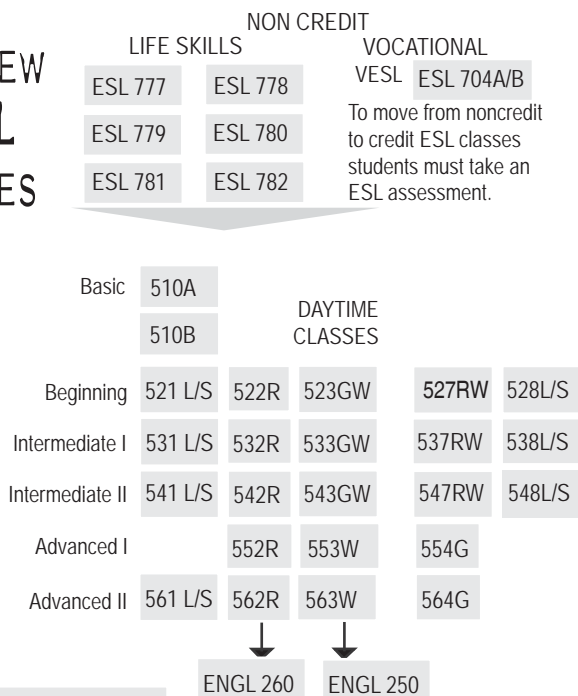 NON CREDIT
LIFE SKILLS
VOCATIONAL
VESL ESL 704A/B
ESL 777 ESL 778
ESL 779 ESL 780
ESL 781 ESL 782
To move from noncredit
to credit ESL classes
students must take an
ESL assessment.
EW
L
ES
Basic 510A
510B
DAYTIME
CLASSES
Beginning 521 L/S 522R 523GW 527RW 528L/S
Intermediate I 531 L/S 532R 533GW 537RW 538L/S
Intermediate II 541 L/S 542R 543GW 547RW 548L/S
Advanced I 552R 553W 554G
Advanced II 561 L/S 562R 563W 564G
ENGL 260 ENGL 250